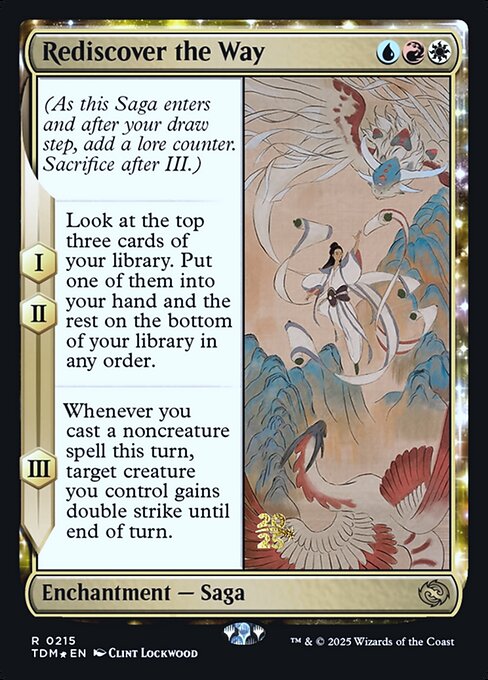 Rediscover the Way
(As this Saga enters
and after your draw
step, add a lore counter.
Sacrifice after III.)
I
II
Look at the top
three cards of
your library. Put
one of them into
your hand and the
rest on the bottom
of your library in
any order.
III
Whenever you
cast a noncreature
spell this turn,
target creature
you control gains
double strike until
end of turn.
2025
Enchantment — Saga
R 0215
TDM★EN CLINT LOCKWOOD
™ & © 2025 Wizards of the Coast